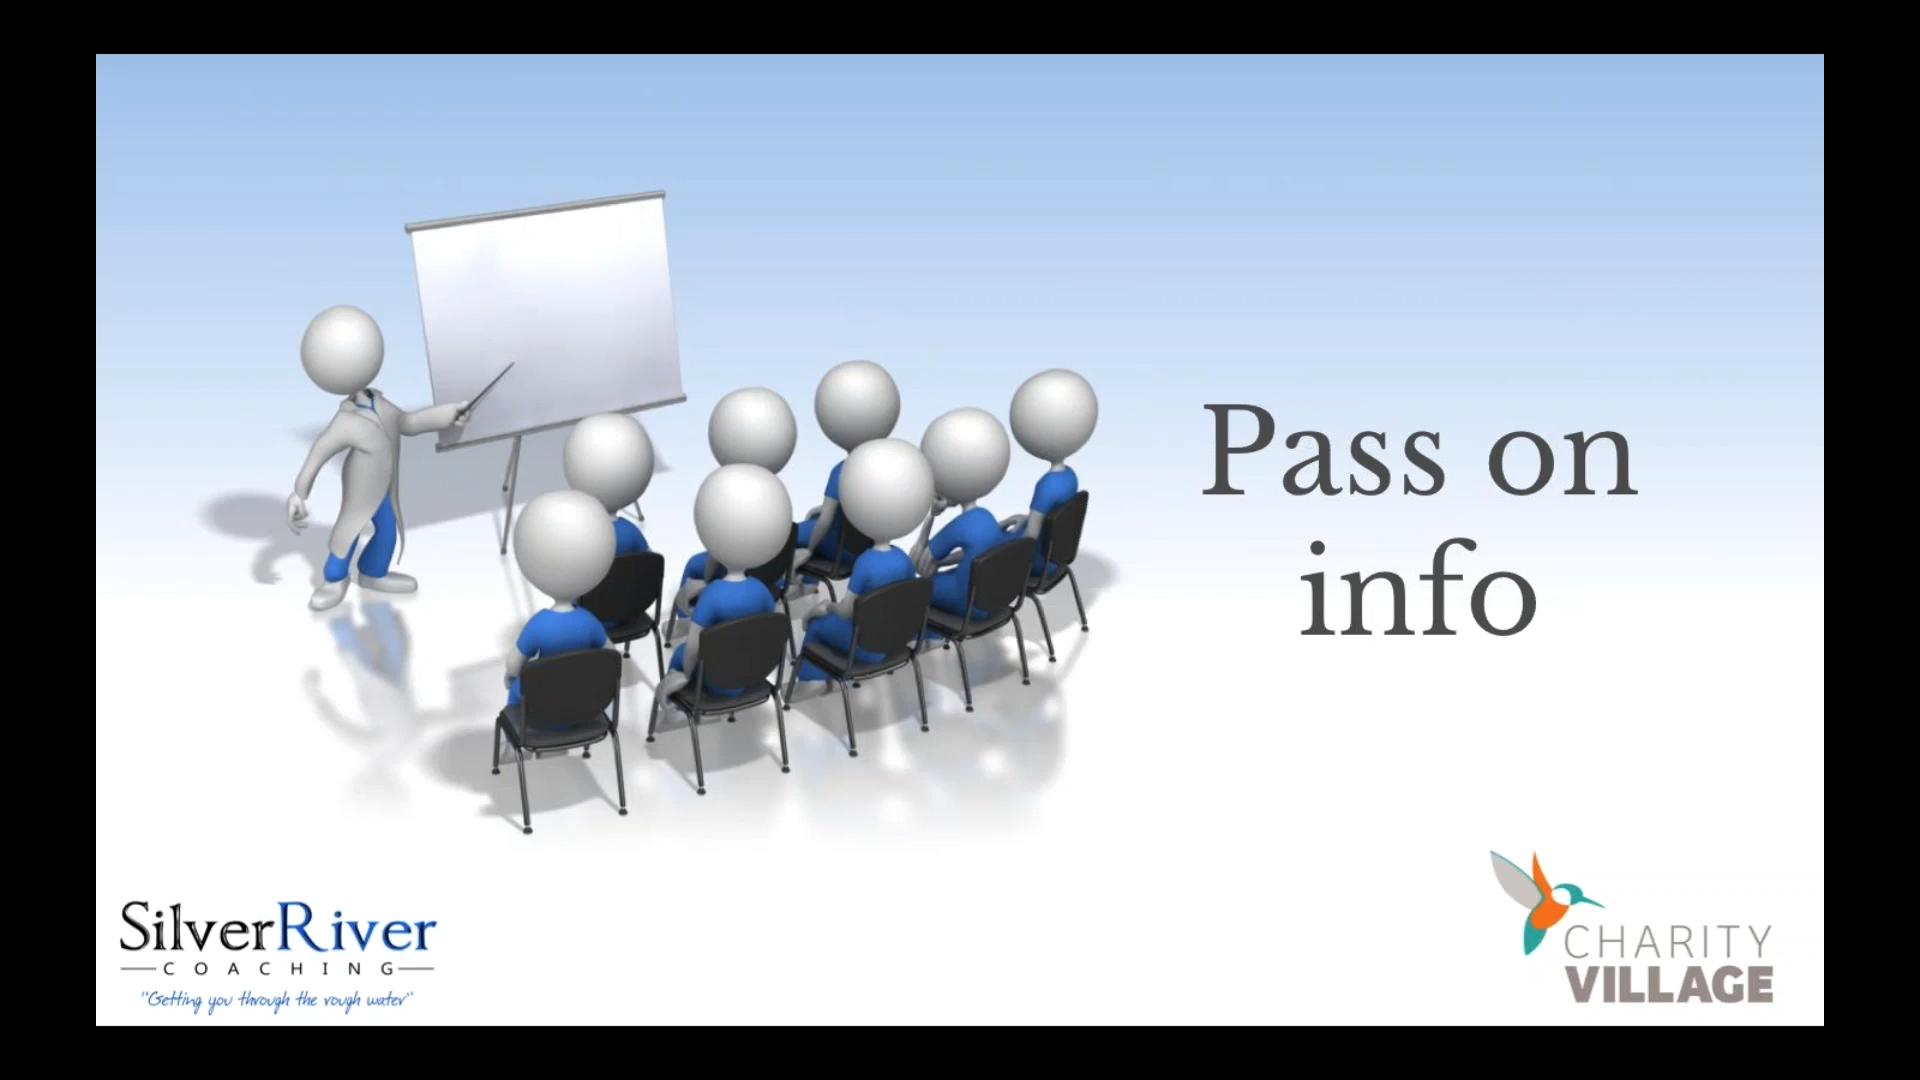 Pass on
info
SilverRiver
COACHING
"Getting you through the rough water"
CHARITY
VILLAGE